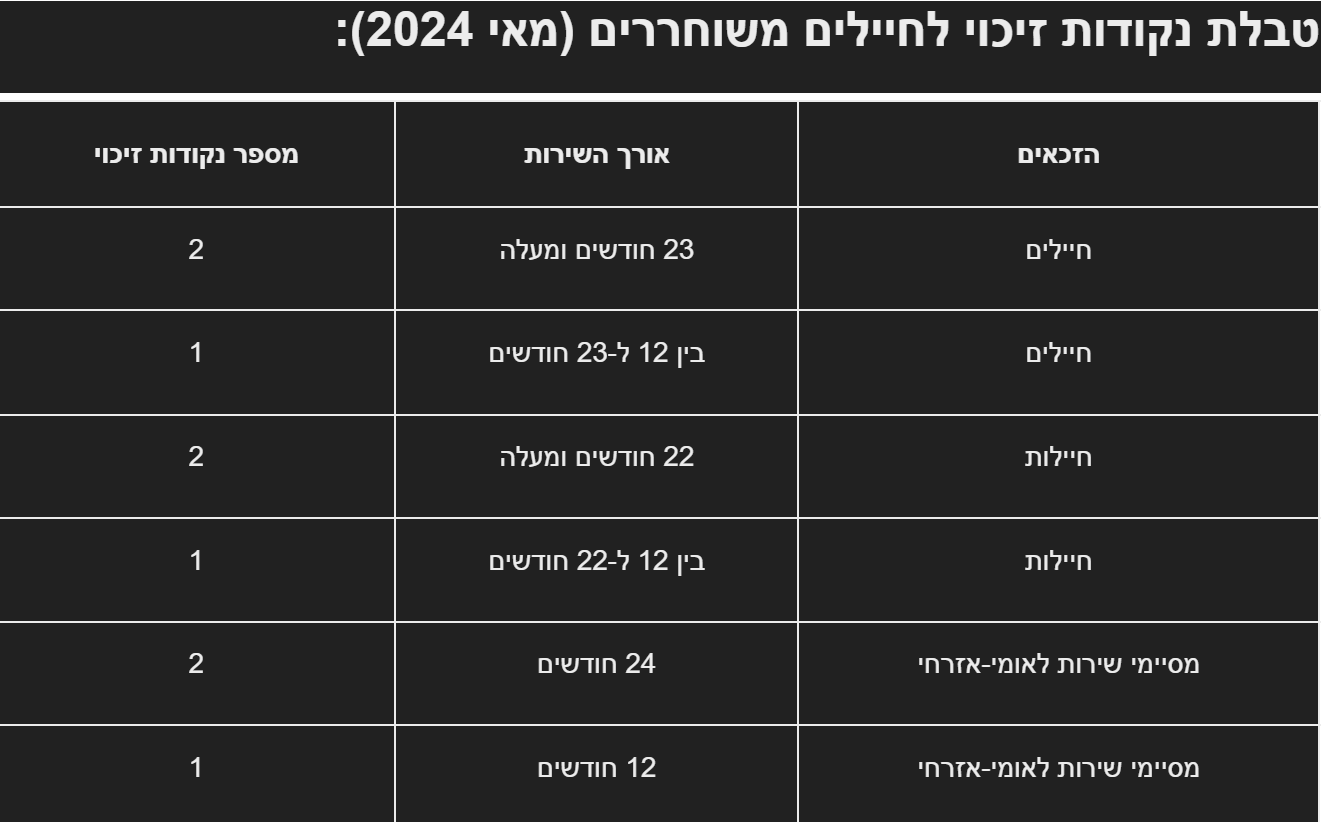 טבלת נקודות זיכוי לחיילים משוחררים (מאי 2024):
הזכאים אורך השירות מספר נקודות זיכוי
חיילים 23 חודשים ומעלה 2
חיילים בין 12 ל-23 חודשים 1
חיילות 22 חודשים ומעלה 2
חיילות בין 12 ל-22 חודשים 1
מסיימי שירות לאומי-אזרחי 24 חודשים 2
מסיימי שירות לאומי-אזרחי 12 חודשים 1